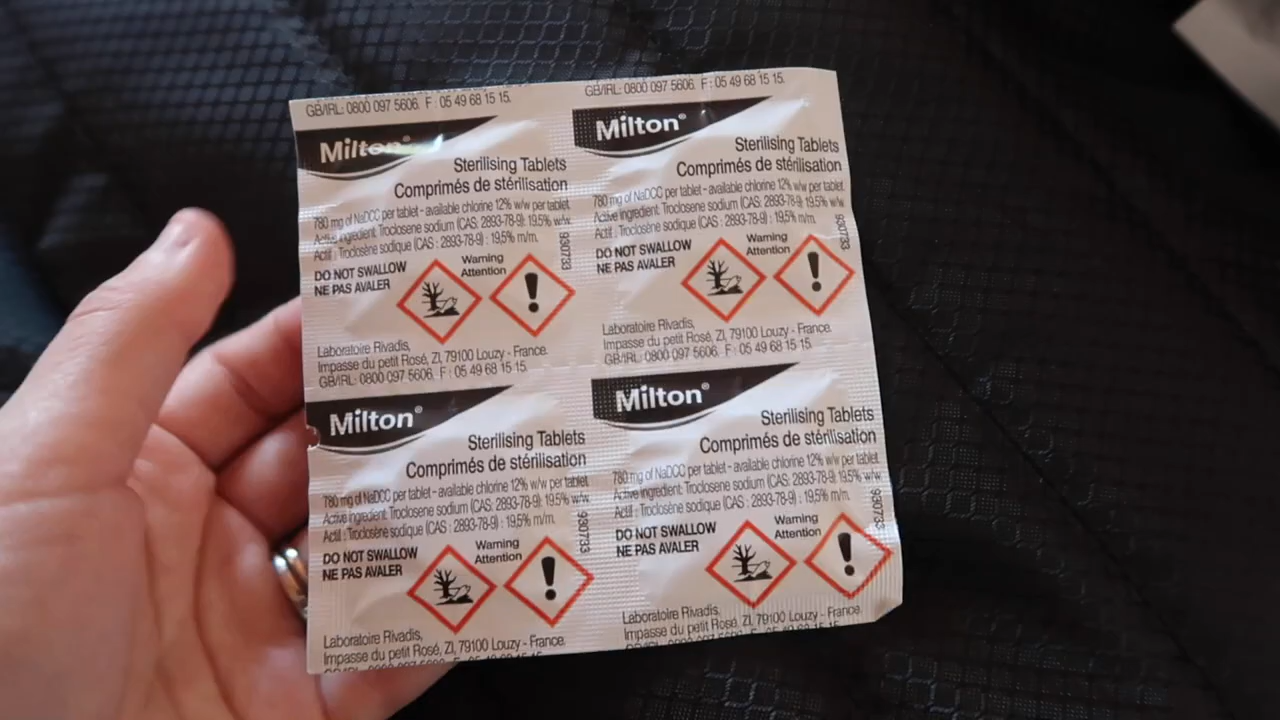 GB/IRL: 0800 097 5606. F : 05 49 68 15 15.
Milton®
Sterilising Tablets
Comprimés de stérilisation
780 mg of NaDCC per tablet - available chlorine 12% w/w per tablet.
Active ingredient: Troclosene sodium (CAS: 2893-78-9): 19.5% w/w.
Actif : Troclosène sodique (CAS : 2893-78-9) : 19,5% m/m.
930733
DO NOT SWALLOW
NE PAS AVALER
Warning
Attention
Laboratoire Rivadis,
Impasse du petit Rosé, ZI, 79100 Louzy - France.
GB/IRL: 0800 097 5606. F : 05 49 68 15 15.
GB/IRL: 0800 097 5606. F : 05 49 68 15 15.
Milton®
Sterilising Tablets
Comprimés de stérilisation
780 mg of NaDCC per tablet - available chlorine 12% w/w per tablet.
Active ingredient: Troclosene sodium (CAS: 2893-78-9): 19.5% w/w.
Actif : Troclosène sodique (CAS : 2893-78-9) : 19,5% m/m.
930733
DO NOT SWALLOW
NE PAS AVALER
Warning
Attention
Laboratoire Rivadis,
Impasse du petit Rosé, ZI, 79100 Louzy - France.
GB/IRL: 0800 097 5606. F : 05 49 68 15 15.
Milton®
Sterilising Tablets
Comprimés de stérilisation
780 mg of NaDCC per tablet - available chlorine 12% w/w per tablet.
Active ingredient: Troclosene sodium (CAS: 2893-78-9): 19.5% w/w.
Actif : Troclosène sodique (CAS : 2893-78-9) : 19,5% m/m.
930733
DO NOT SWALLOW
NE PAS AVALER
Warning
Attention
Laboratoire Rivadis,
Impasse du petit Rosé, ZI, 79100 Louzy - France.
Milton®
Sterilising Tablets
Comprimés de stérilisation
780 mg of NaDCC per tablet - available chlorine 12% w/w per tablet.
Active ingredient: Troclosene sodium (CAS: 2893-78-9): 19.5% w/w.
Actif : Troclosène sodique (CAS : 2893-78-9) : 19,5% m/m.
930733
DO NOT SWALLOW
NE PAS AVALER
Warning
Attention
Laboratoire Rivadis,
Impasse du petit Rosé, ZI, 79100 Louzy - France.